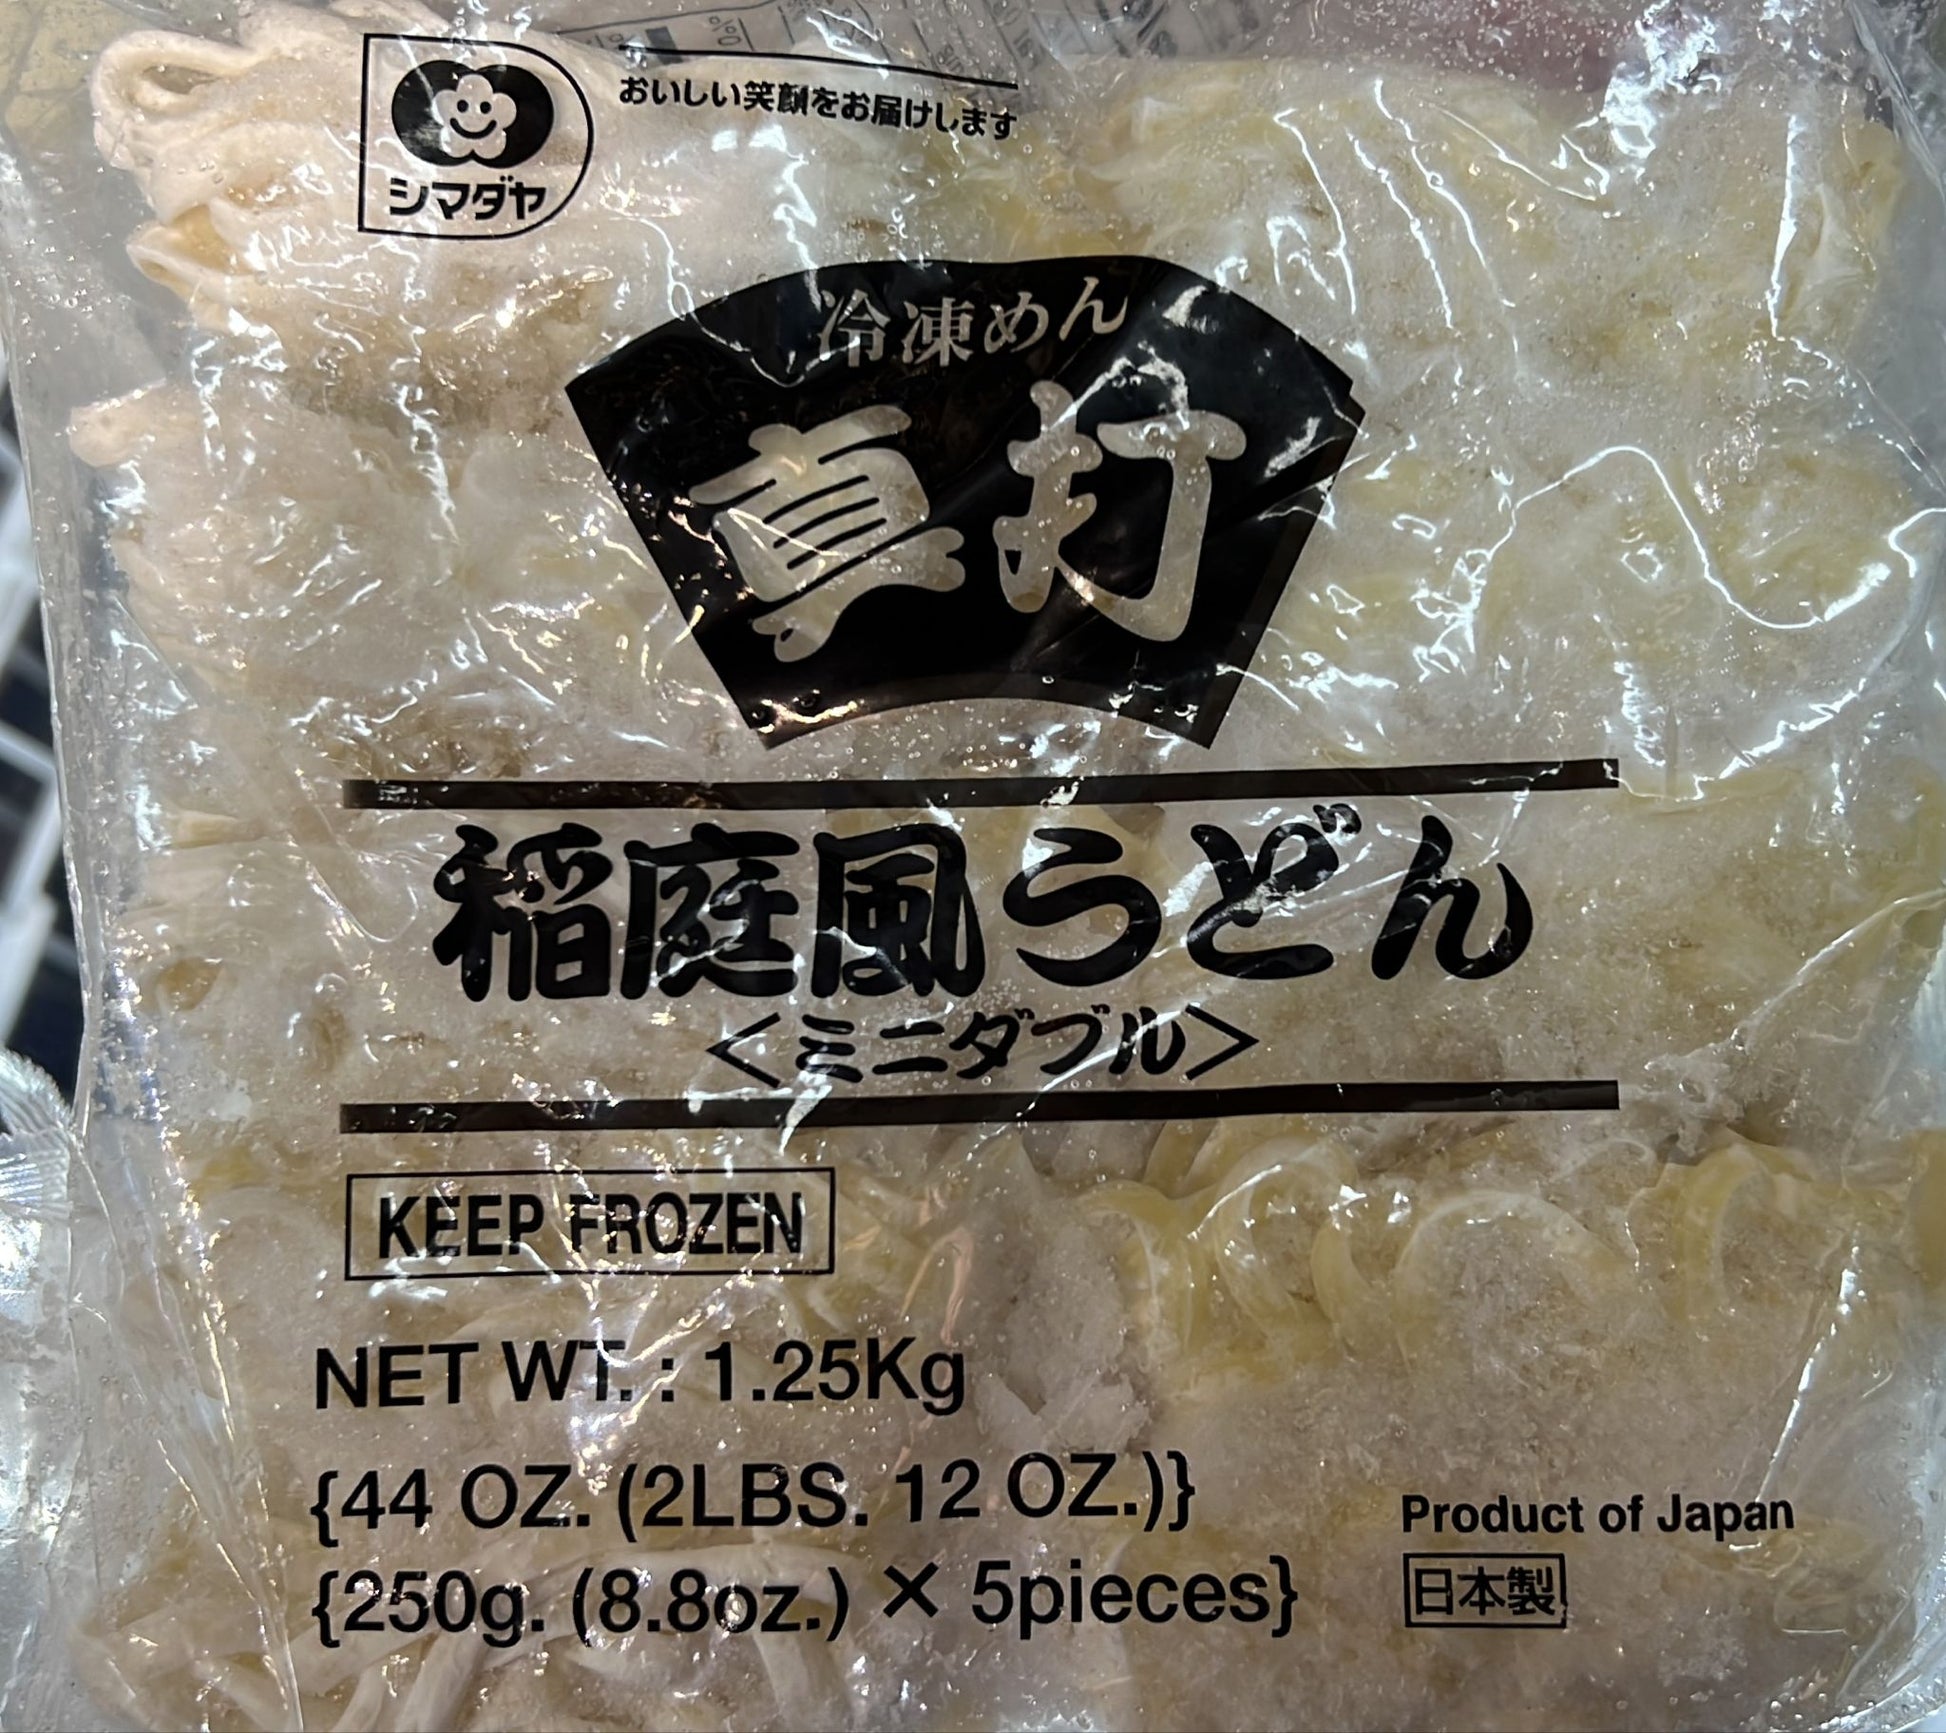 おいしい笑顔をお届けします
シマダヤ
冷凍めん
真打
稲庭風うどん
<ミニダブル>
KEEP FROZEN
NET WT. : 1.25Kg
{44 OZ. (2LBS. 12 OZ.)}
{250g. (8.8oz.) × 5pieces}
Product of Japan
日本製